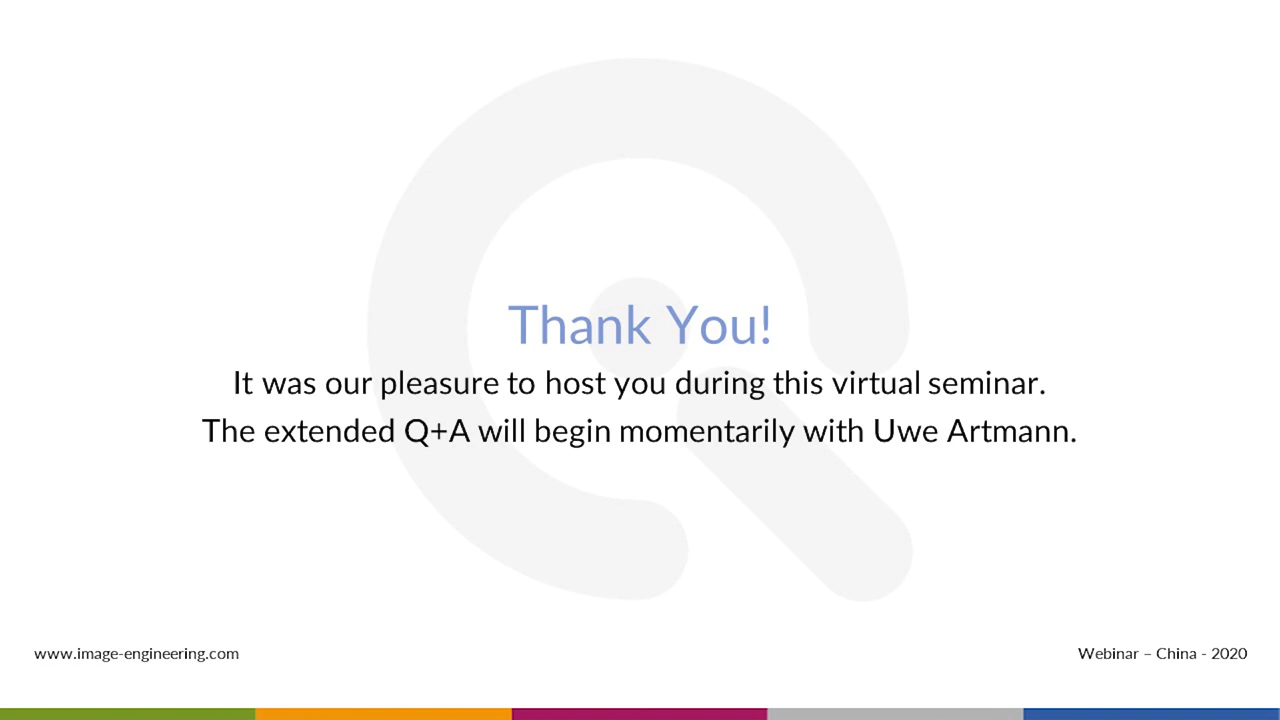 Thank You!
It was our pleasure to host you during this virtual seminar.
The extended Q+A will begin momentarily with Uwe Artmann.
www.image-engineering.com
Webinar – China - 2020